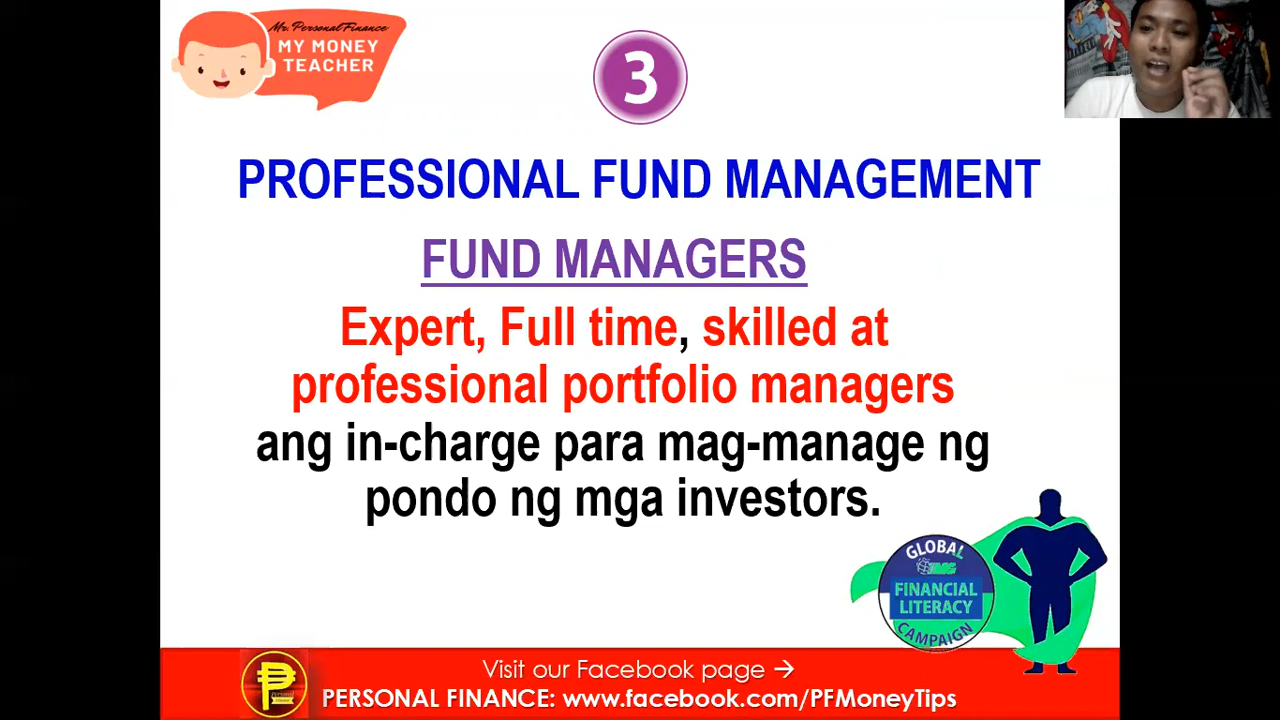 Mr. Personal Finance
MY MONEY
TEACHER
3
PROFESSIONAL FUND MANAGEMENT
FUND MANAGERS
Expert, Full time, skilled at
professional portfolio managers
ang in-charge para mag-manage ng
pondo ng mga investors.
GLOBAL
IMG
FINANCIAL
LITERACY
CAMPAIGN
Visit our Facebook page →
PERSONAL FINANCE: www.facebook.com/PFMoneyTips